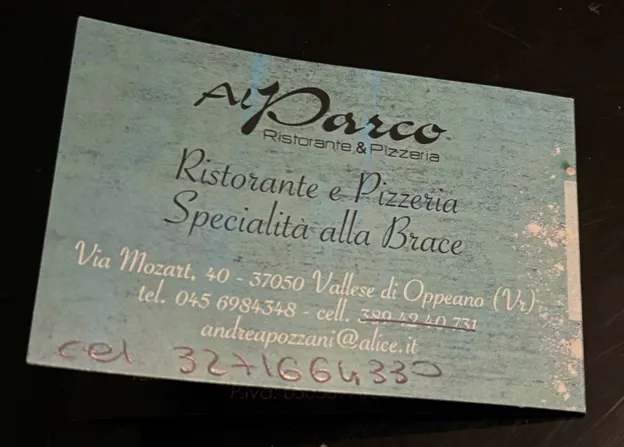 Al Parco
Ristorante & Pizzeria
Ristorante e Pizzeria
Specialità alla Brace
Via Mozart, 40 - 37050 Vallese di Oppeano (Vr)
tel. 045 6984348 - cell. 389 42 40 731
andreapozzani@alice.it
cel 3271664330
P.iva: